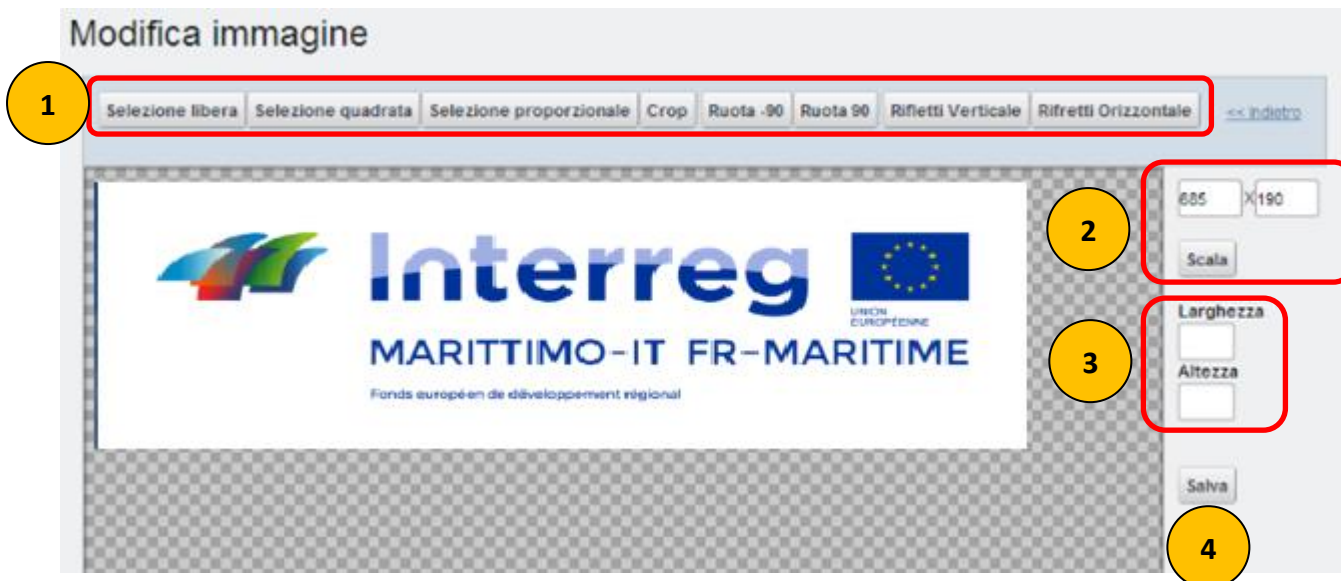 Modifica immagine
1
Selezione libera Selezione quadrata Selezione proporzionale Crop Ruota -90 Ruota 90 Rifletti Verticale Rifretti Orizzontale << Indietro
2
685 X 190
Scala
Interreg
UNION
EUROPÉENNE
MARITTIMO-IT FR-MARITIME
Fonds européen de développement régional
3
Larghezza
Altezza
Salva
4